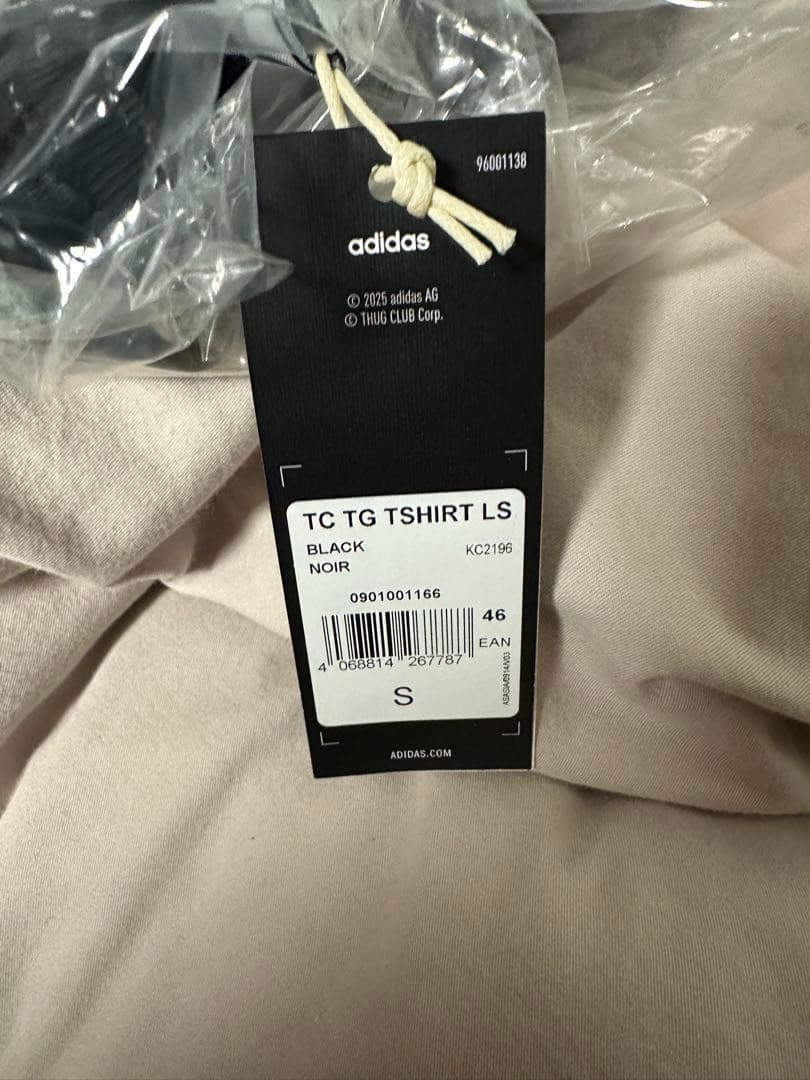 96001138
adidas
© 2025 adidas AG
© THUG CLUB Corp.
TC TG TSHIRT LS
BLACK KC2196
NOIR
0901001166
46
EAN
4 068814 267787
S
ADIDAS.COM